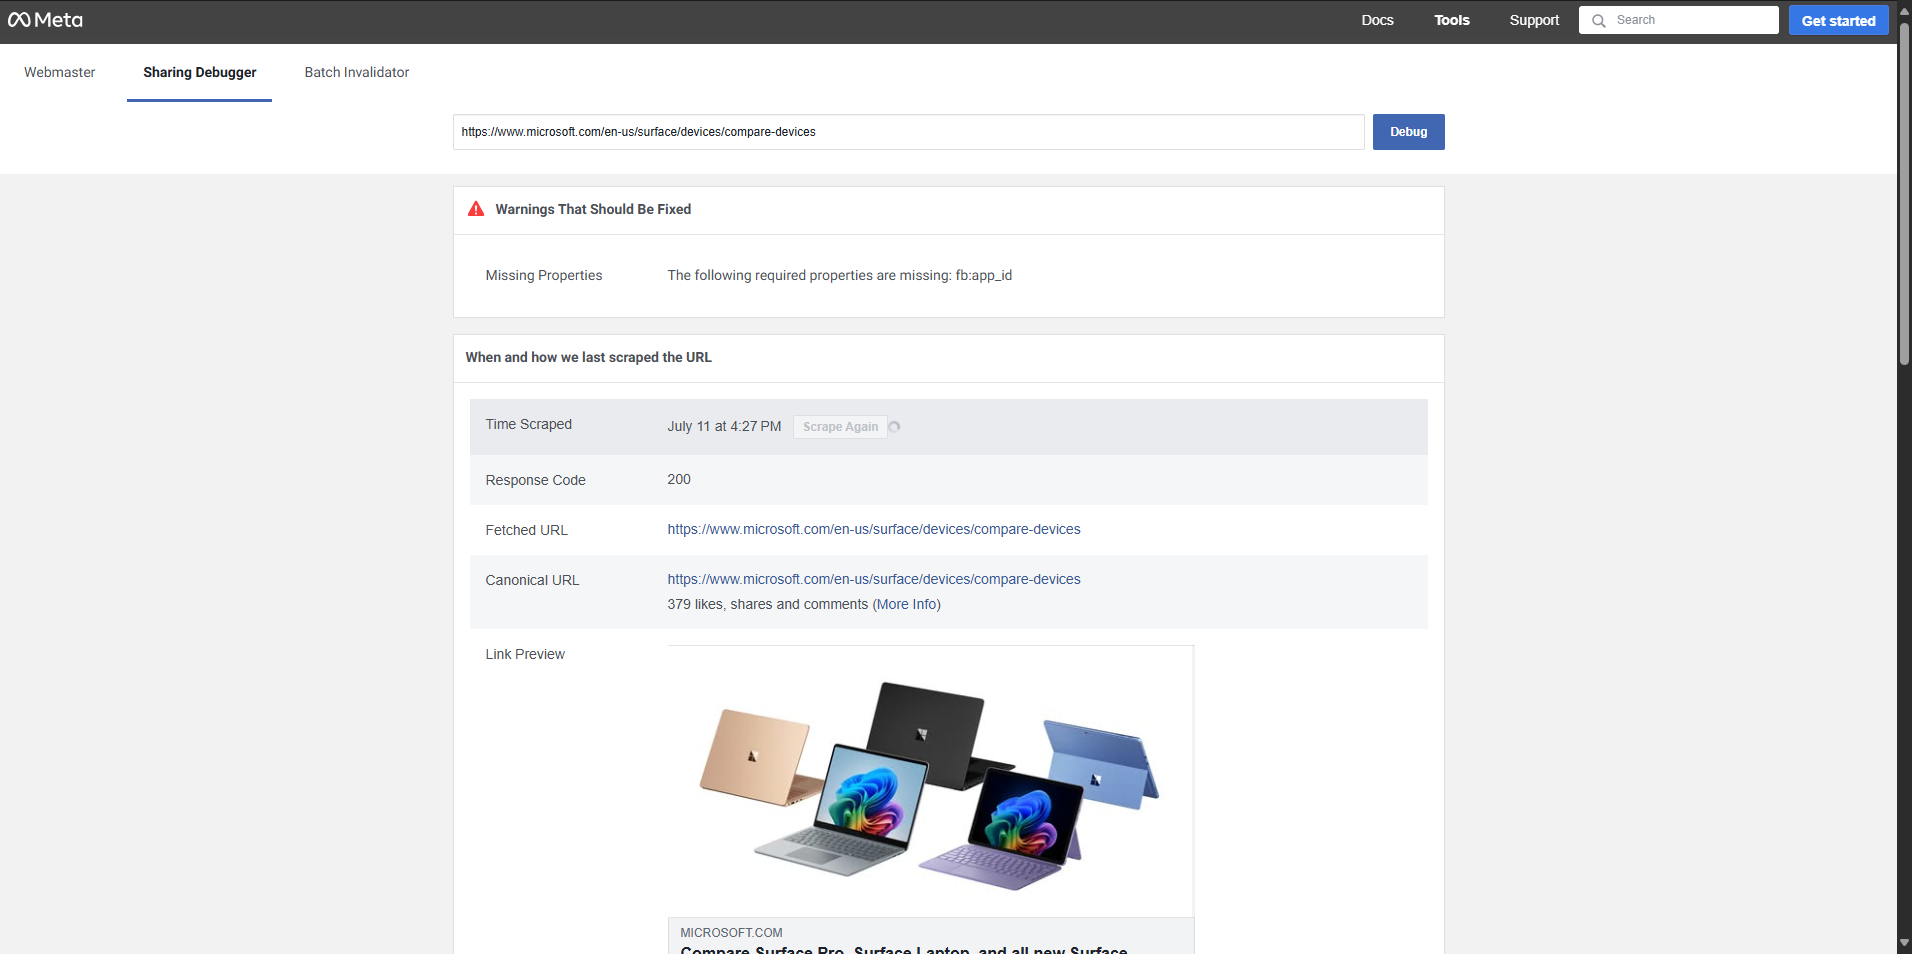 Meta
Docs
Tools
Support
Search
Get started
Webmaster
Sharing Debugger
Batch Invalidator
https://www.microsoft.com/en-us/surface/devices/compare-devices
Debug
Warnings That Should Be Fixed
Missing Properties
The following required properties are missing: fb:app_id
When and how we last scraped the URL
Time Scraped
July 11 at 4:27 PM
Scrape Again
Response Code
200
Fetched URL
https://www.microsoft.com/en-us/surface/devices/compare-devices
Canonical URL
https://www.microsoft.com/en-us/surface/devices/compare-devices
379 likes, shares and comments (More Info)
Link Preview
MICROSOFT.COM
Compare Surface Pro, Surface Laptop, and all new Surface